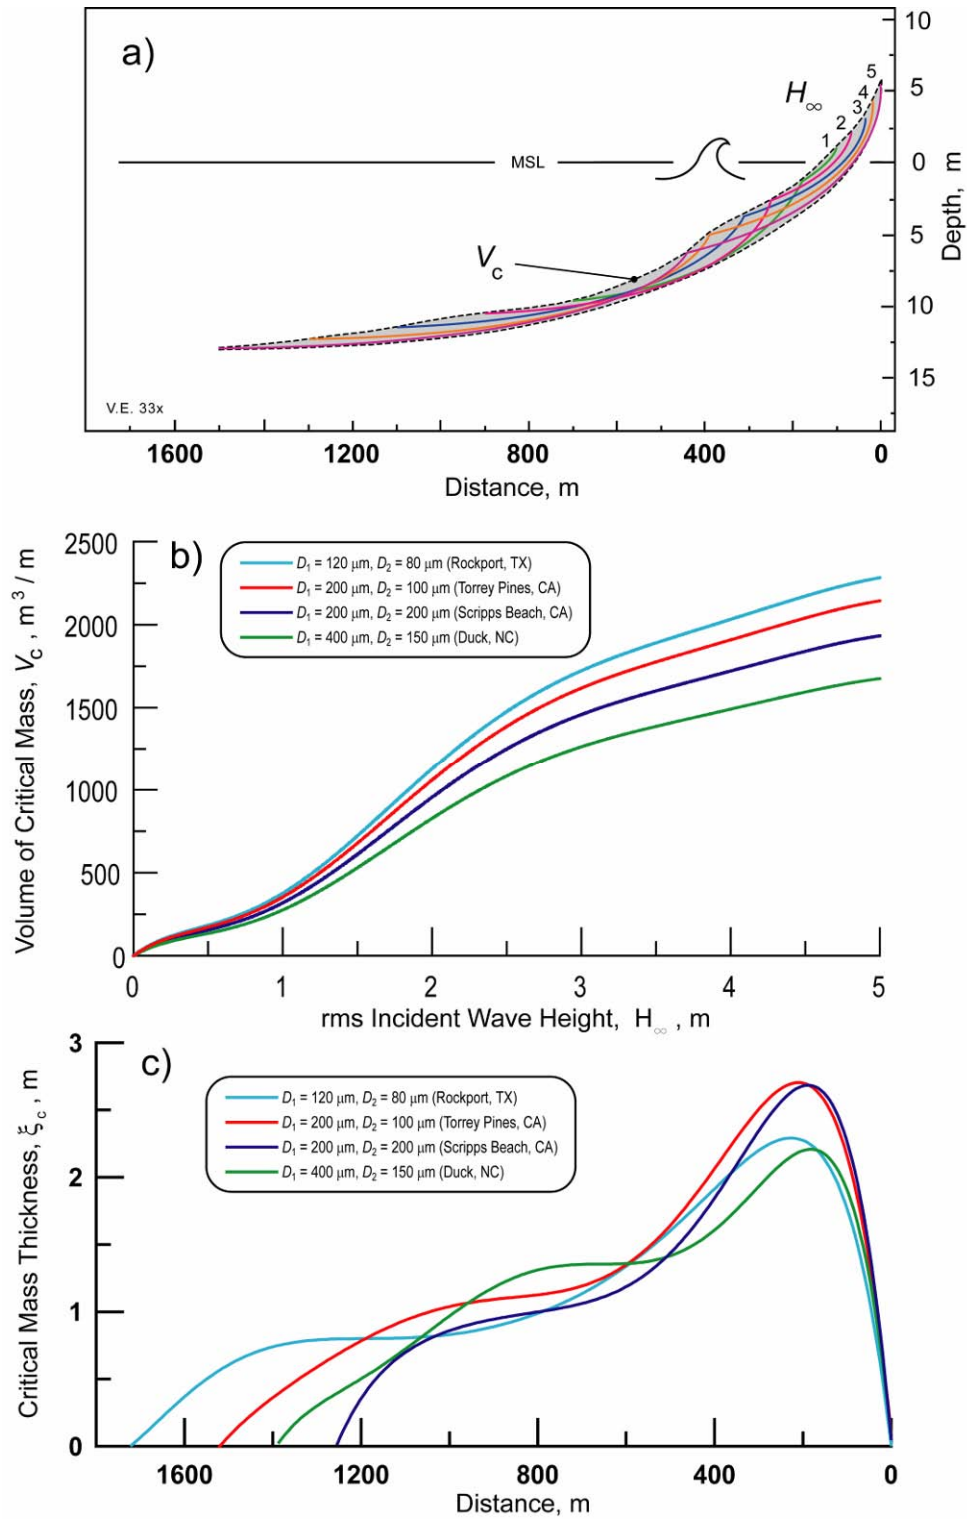 a)
10
5
H∞
5
4
3
2
1
MSL
0
5
10
15
Depth, m
Vc
V.E. 33x
1600 1200 800 400 0
Distance, m
b)
2500
2000
1500
1000
500
0
Volume of Critical Mass, Vc , m³ / m
D1 = 120 µm, D2 = 80 µm (Rockport, TX)
D1 = 200 µm, D2 = 100 µm (Torrey Pines, CA)
D1 = 200 µm, D2 = 200 µm (Scripps Beach, CA)
D1 = 400 µm, D2 = 150 µm (Duck, NC)
0 1 2 3 4 5
rms Incident Wave Height, H∞ , m
c)
3
2
1
0
Critical Mass Thickness, ξc , m
D1 = 120 µm, D2 = 80 µm (Rockport, TX)
D1 = 200 µm, D2 = 100 µm (Torrey Pines, CA)
D1 = 200 µm, D2 = 200 µm (Scripps Beach, CA)
D1 = 400 µm, D2 = 150 µm (Duck, NC)
1600 1200 800 400 0
Distance, m